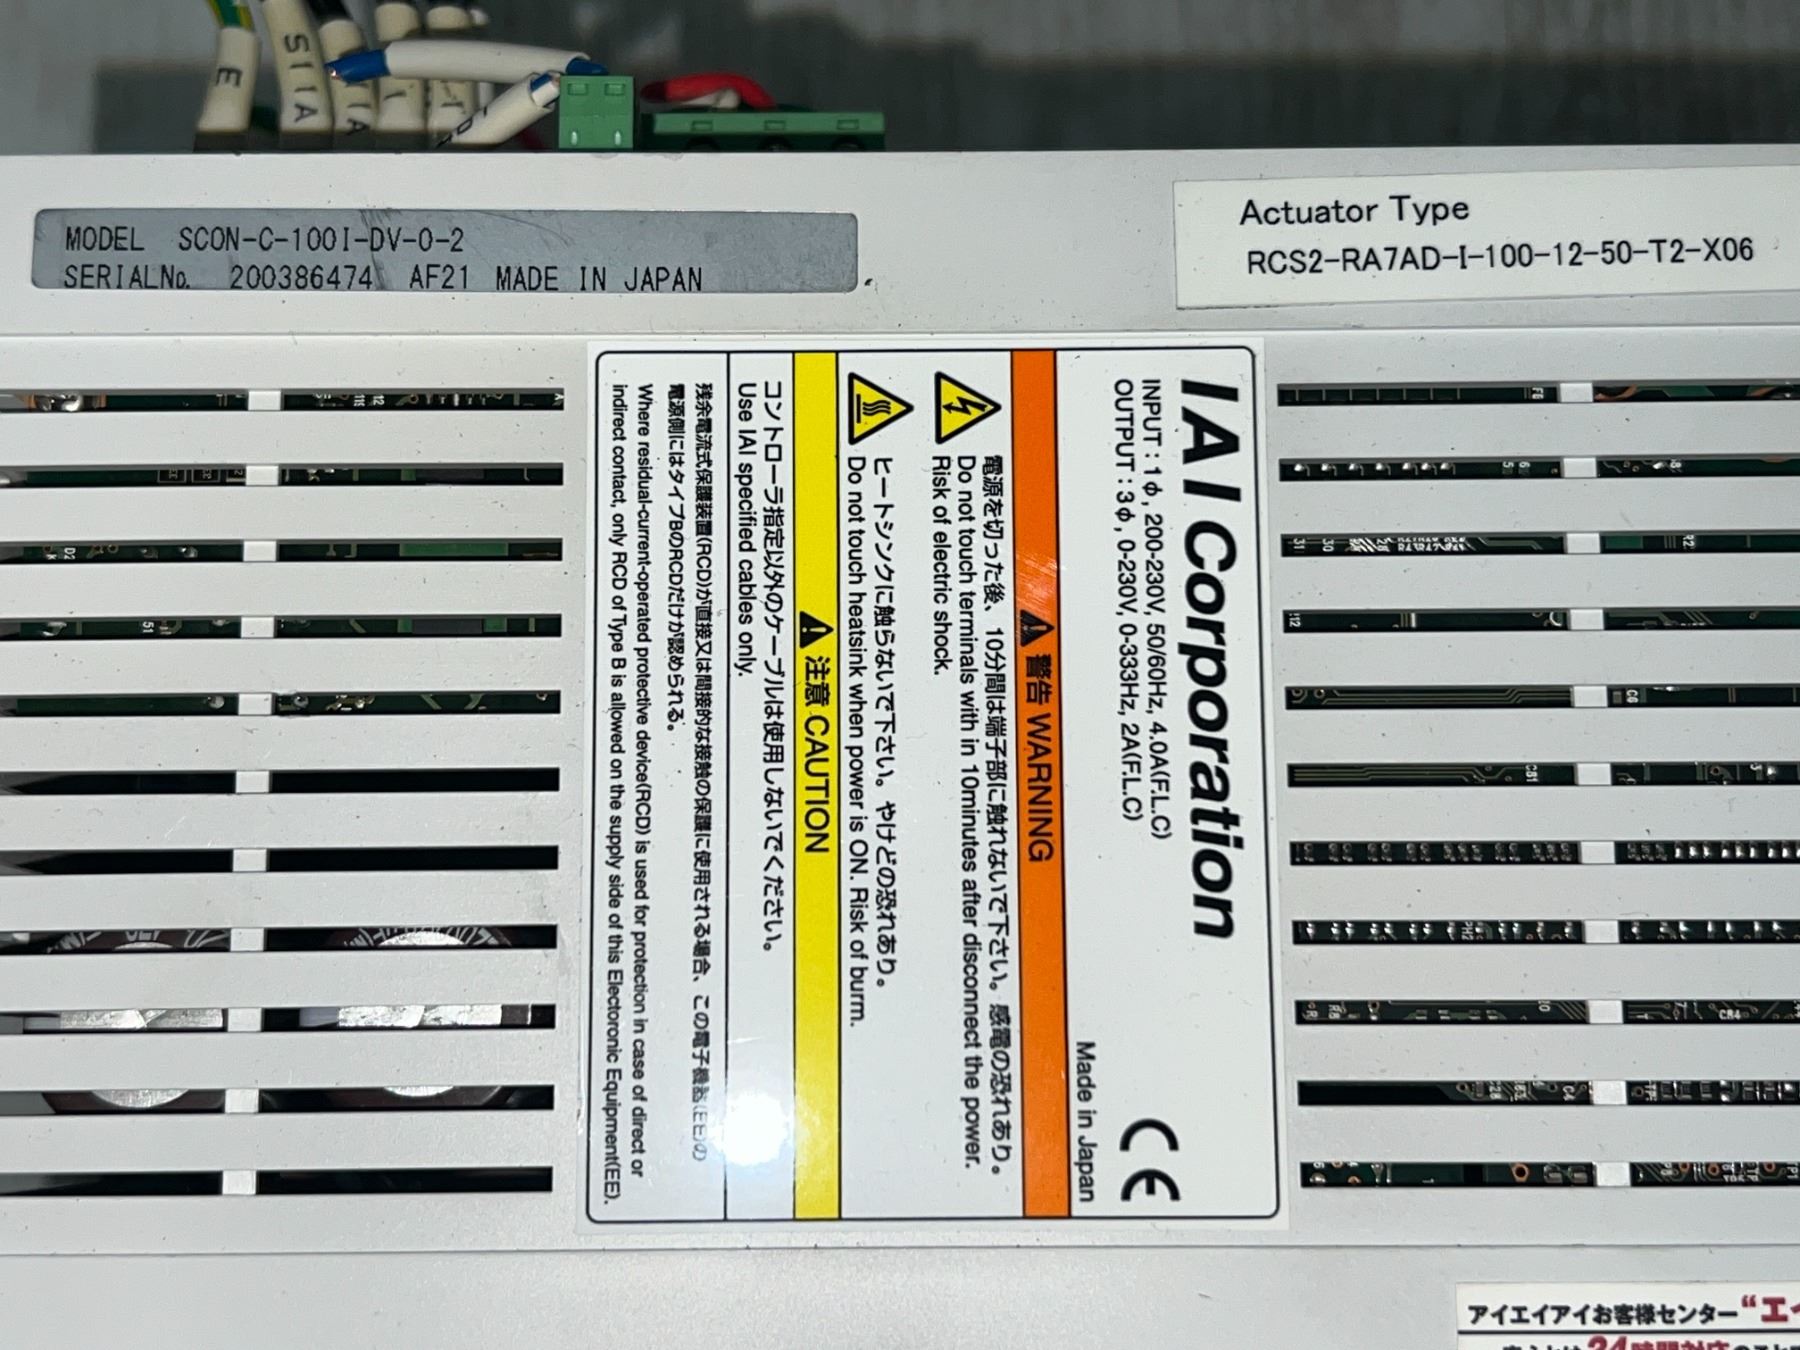 E
S11A
MODEL SCON-C-100I-DV-0-2
SERIALNo. 200386474 AF21 MADE IN JAPAN
Actuator Type
RCS2-RA7AD-I-100-12-50-T2-X06
IAI Corporation
INPUT : 1φ, 200-230V, 50/60Hz, 4.0A(F.L.C)
OUTPUT : 3φ, 0-230V, 0-333Hz, 2A(F.L.C)
CE
Made in Japan
警告 WARNING
電源を切った後、10分間は端子部に触れないで下さい。感電の恐れあり。
Do not touch terminals with in 10minutes after disconnect the power.
Risk of electric shock.
ヒートシンクに触らないで下さい。やけどの恐れあり。
Do not touch heatsink when power is ON. Risk of burm.
注意 CAUTION
コントローラ指定以外のケーブルは使用しないでください。
Use IAI specified cables only.
残余電流式保護装置(RCD)が直接又は間接的な接触の保護に使用される場合、この電子機器(EE)の
電源側にはタイプBのRCDだけが認められる。
Where residual-current-operated protective device(RCD) is used for protection in case of direct or
indirect contact, only RCD of Type B is allowed on the supply side of this Electoronic Equipment(EE).
アイエイアイお客様センター“エイ
24時間対応